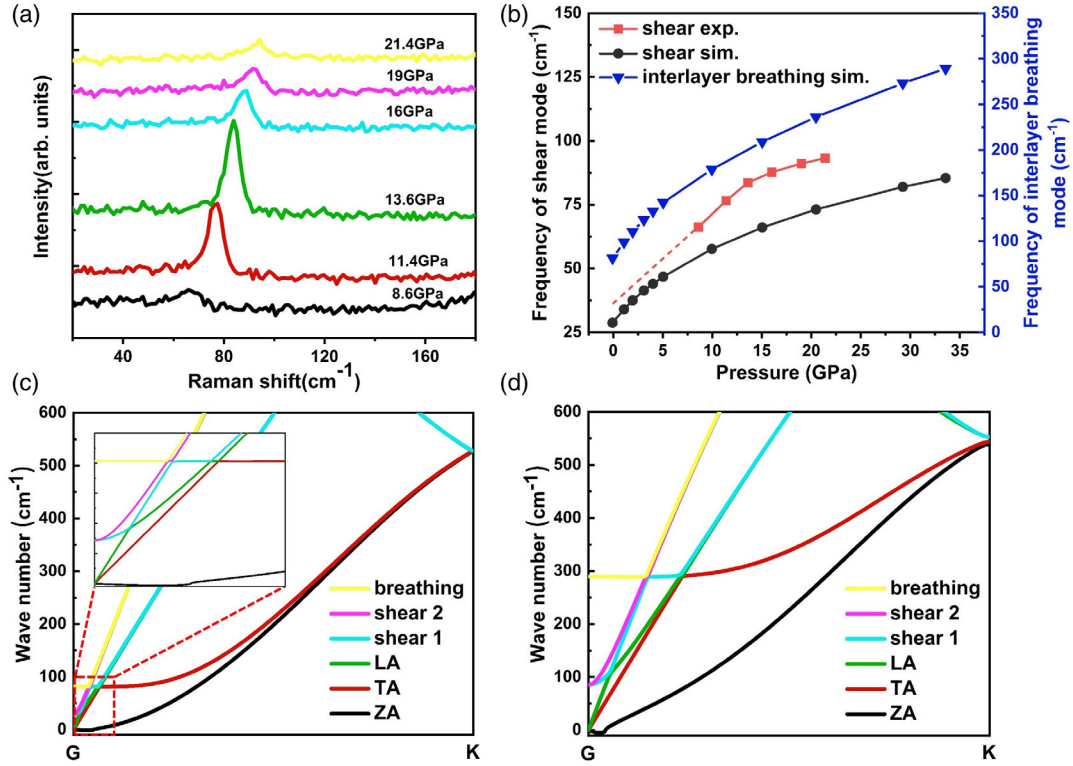 (a)
21.4GPa
19GPa
16GPa
13.6GPa
11.4GPa
8.6GPa
Intensity(arb. units)
40 80 120 160
Raman shift(cm-1)
(b)
shear exp.
shear sim.
interlayer breathing sim.
150
125
100
75
50
25
Frequency of shear mode (cm-1)
350
300
250
200
150
100
50
0
Frequency of interlayer breathing
mode (cm-1)
0 5 10 15 20 25 30 35
Pressure (GPa)
(c)
600
500
400
300
200
100
0
Wave number (cm-1)
breathing
shear 2
shear 1
LA
TA
ZA
G K
(d)
600
500
400
300
200
100
0
Wave number (cm-1)
breathing
shear 2
shear 1
LA
TA
ZA
G K